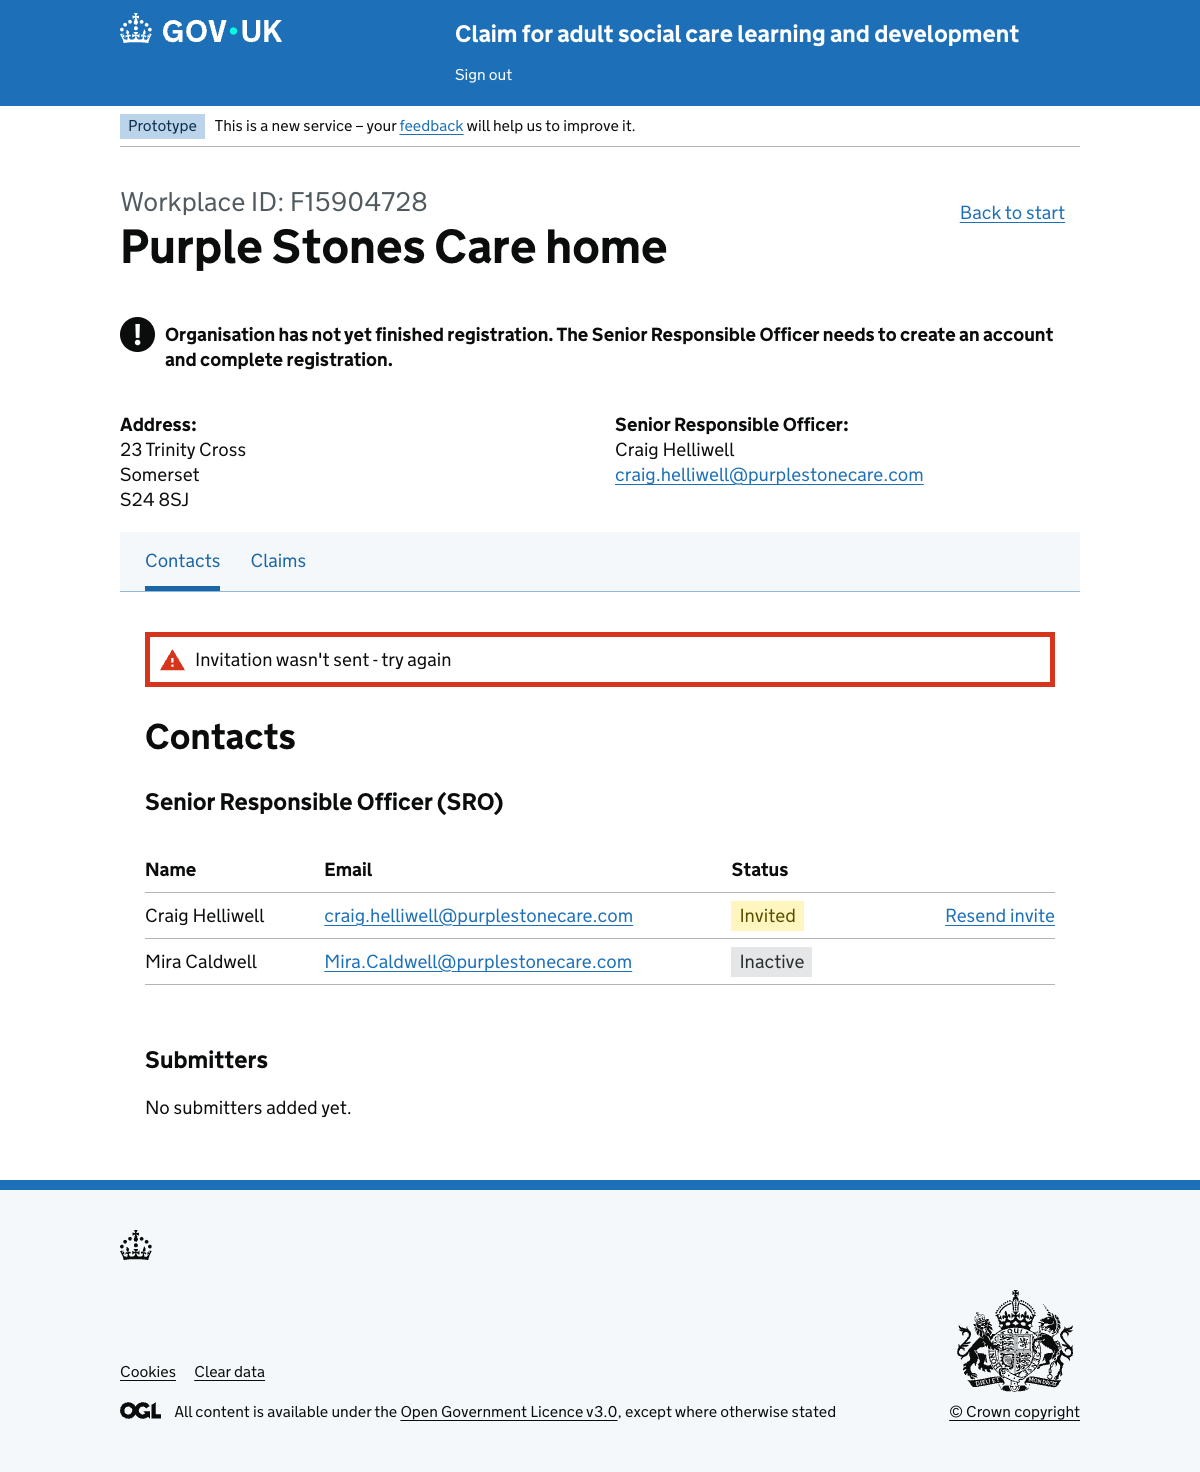 GOV•UK
Claim for adult social care learning and development
Sign out
Prototype This is a new service – your feedback will help us to improve it.
Workplace ID: F15904728
Back to start
Purple Stones Care home
Organisation has not yet finished registration. The Senior Responsible Officer needs to create an account
and complete registration.
Address:
23 Trinity Cross
Somerset
S24 8SJ
Senior Responsible Officer:
Craig Helliwell
craig.helliwell@purplestonecare.com
Contacts Claims
Invitation wasn't sent - try again
Contacts
Senior Responsible Officer (SRO)
Name Email Status
Craig Helliwell craig.helliwell@purplestonecare.com Invited Resend invite
Mira Caldwell Mira.Caldwell@purplestonecare.com Inactive
Submitters
No submitters added yet.
Cookies Clear data
OGL All content is available under the Open Government Licence v3.0, except where otherwise stated
© Crown copyright